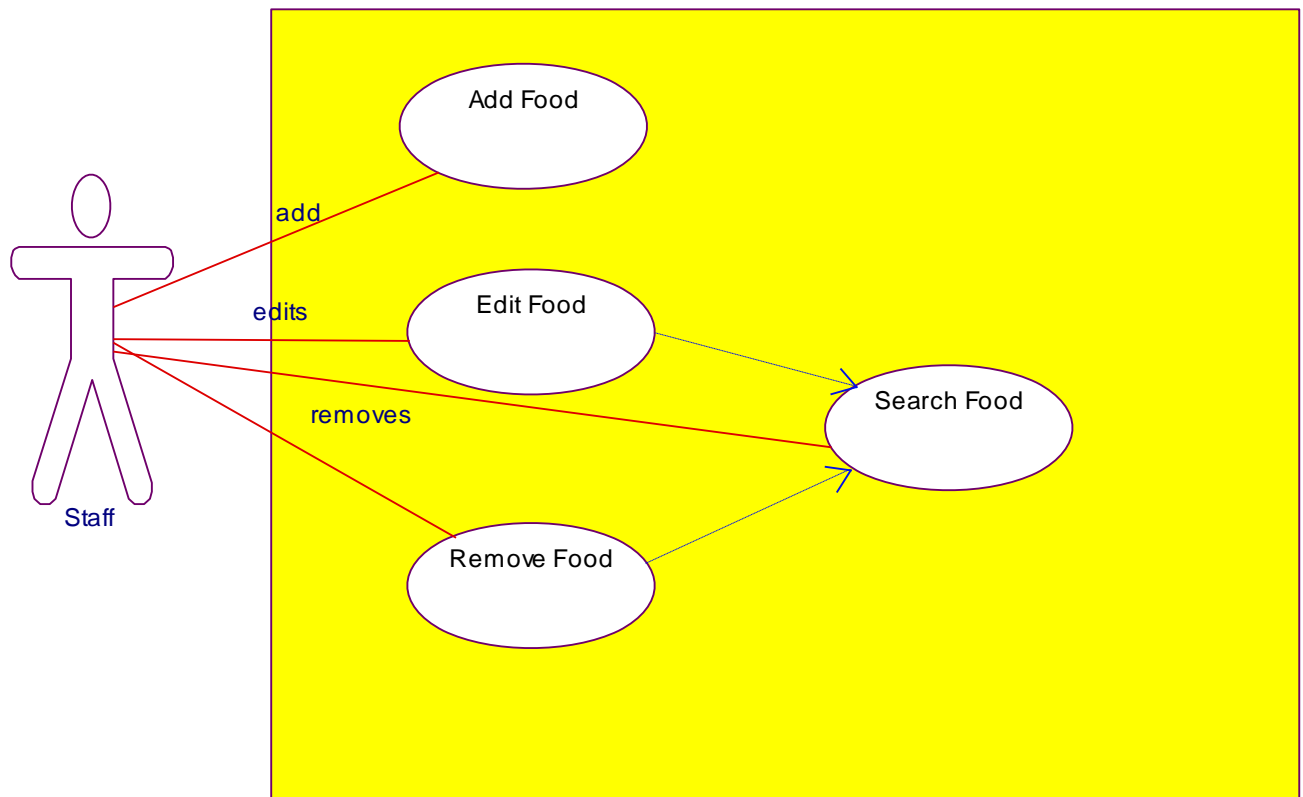 Add Food
add
edits
Edit Food
Search Food
removes
Staff
Remove Food